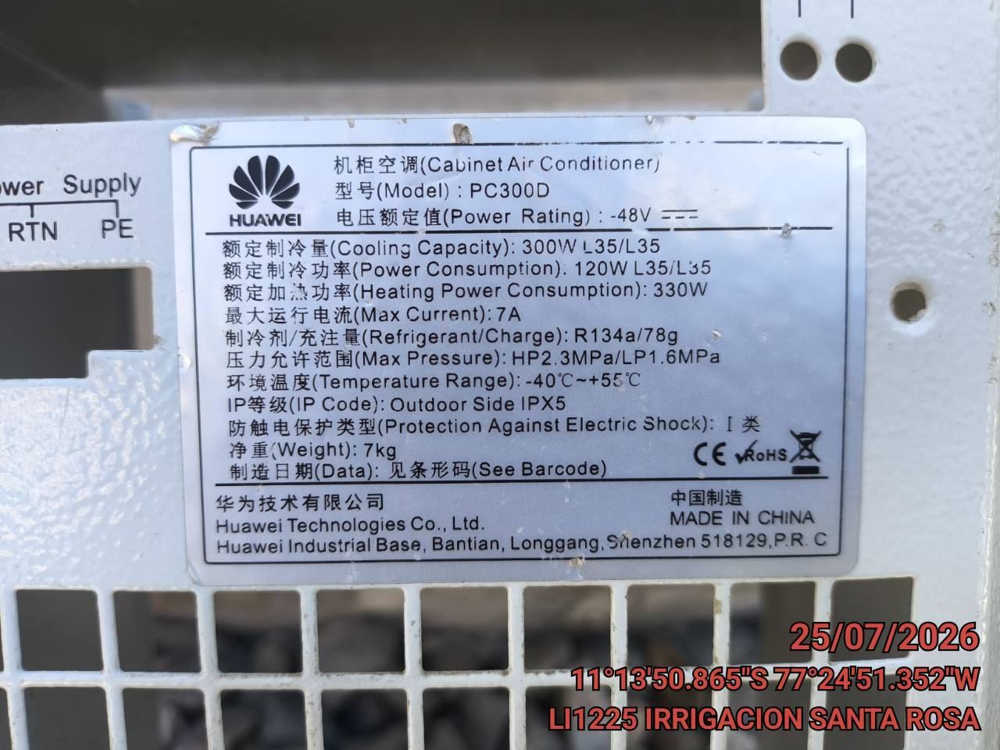 ower Supply
RTN PE
HUAWEI
机柜空调(Cabinet Air Conditioner)
型号(Model) : PC300D
电压额定值(Power Rating) : -48V
额定制冷量(Cooling Capacity): 300W L35/L35
额定制冷功率(Power Consumption): 120W L35/L35
额定加热功率(Heating Power Consumption): 330W
最大运行电流(Max Current): 7A
制冷剂/充注量(Refrigerant/Charge): R134a/78g
压力允许范围(Max Pressure): HP2.3MPa/LP1.6MPa
环境温度(Temperature Range): -40℃~+55℃
IP等级(IP Code): Outdoor Side IPX5
防触电保护类型(Protection Against Electric Shock): I 类
净重(Weight): 7kg
CE RoHS
制造日期(Data): 见条形码(See Barcode)
华为技术有限公司
中国制造
Huawei Technologies Co., Ltd.
MADE IN CHINA
Huawei Industrial Base, Bantian, Longgang, Shenzhen 518129,P.R. C
25/07/2026
11°13'50.865"S 77°24'51.352"W
LI1225 IRRIGACION SANTA ROSA